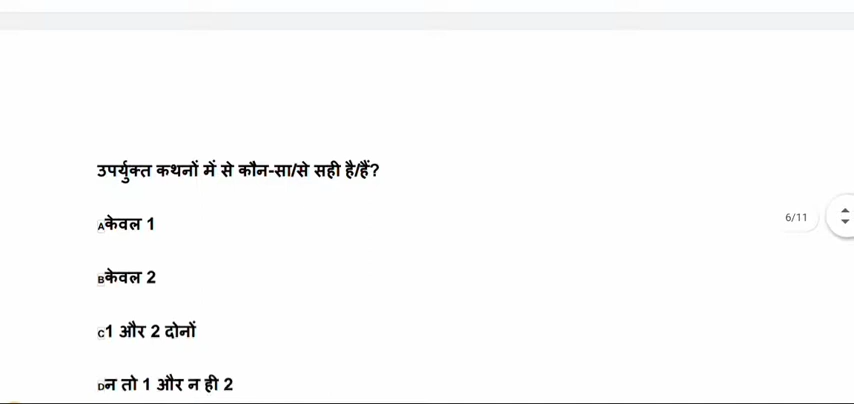 उपर्युक्त कथनों में से कौन-सा/से सही है/हैं?
Aकेवल 1
6/11
Bकेवल 2
C1 और 2 दोनों
Dन तो 1 और न ही 2